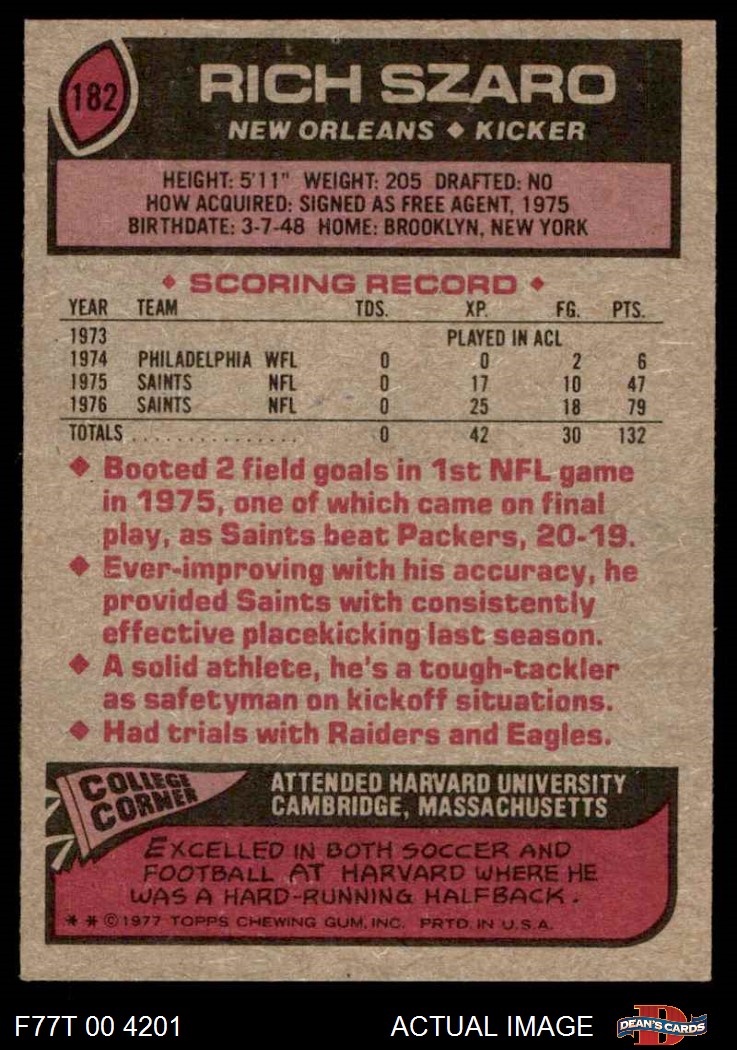 182
RICH SZARO
NEW ORLEANS ◆ KICKER
HEIGHT: 5'11" WEIGHT: 205 DRAFTED: NO
HOW ACQUIRED: SIGNED AS FREE AGENT, 1975
BIRTHDATE: 3-7-48 HOME: BROOKLYN, NEW YORK
◆ SCORING RECORD ◆
YEAR TEAM TDS. XP. FG. PTS.
1973 PLAYED IN ACL
1974 PHILADELPHIA WFL 0 0 2 6
1975 SAINTS NFL 0 17 10 47
1976 SAINTS NFL 0 25 18 79
TOTALS . . . . . . . . . . . . . . . 0 42 30 132
◆ Booted 2 field goals in 1st NFL game
in 1975, one of which came on final
play, as Saints beat Packers, 20-19.
◆ Ever-improving with his accuracy, he
provided Saints with consistently
effective placekicking last season.
◆ A solid athlete, he's a tough-tackler
as safetyman on kickoff situations.
◆ Had trials with Raiders and Eagles.
COLLEGE
CORNER
ATTENDED HARVARD UNIVERSITY
CAMBRIDGE, MASSACHUSETTS
EXCELLED IN BOTH SOCCER AND
FOOTBALL AT HARVARD WHERE HE
WAS A HARD-RUNNING HALFBACK.
* * © 1977 TOPPS CHEWING GUM, INC. PRTD. IN U.S.A.
F77T 00 4201 ACTUAL IMAGE
D
DEAN'S CARDS